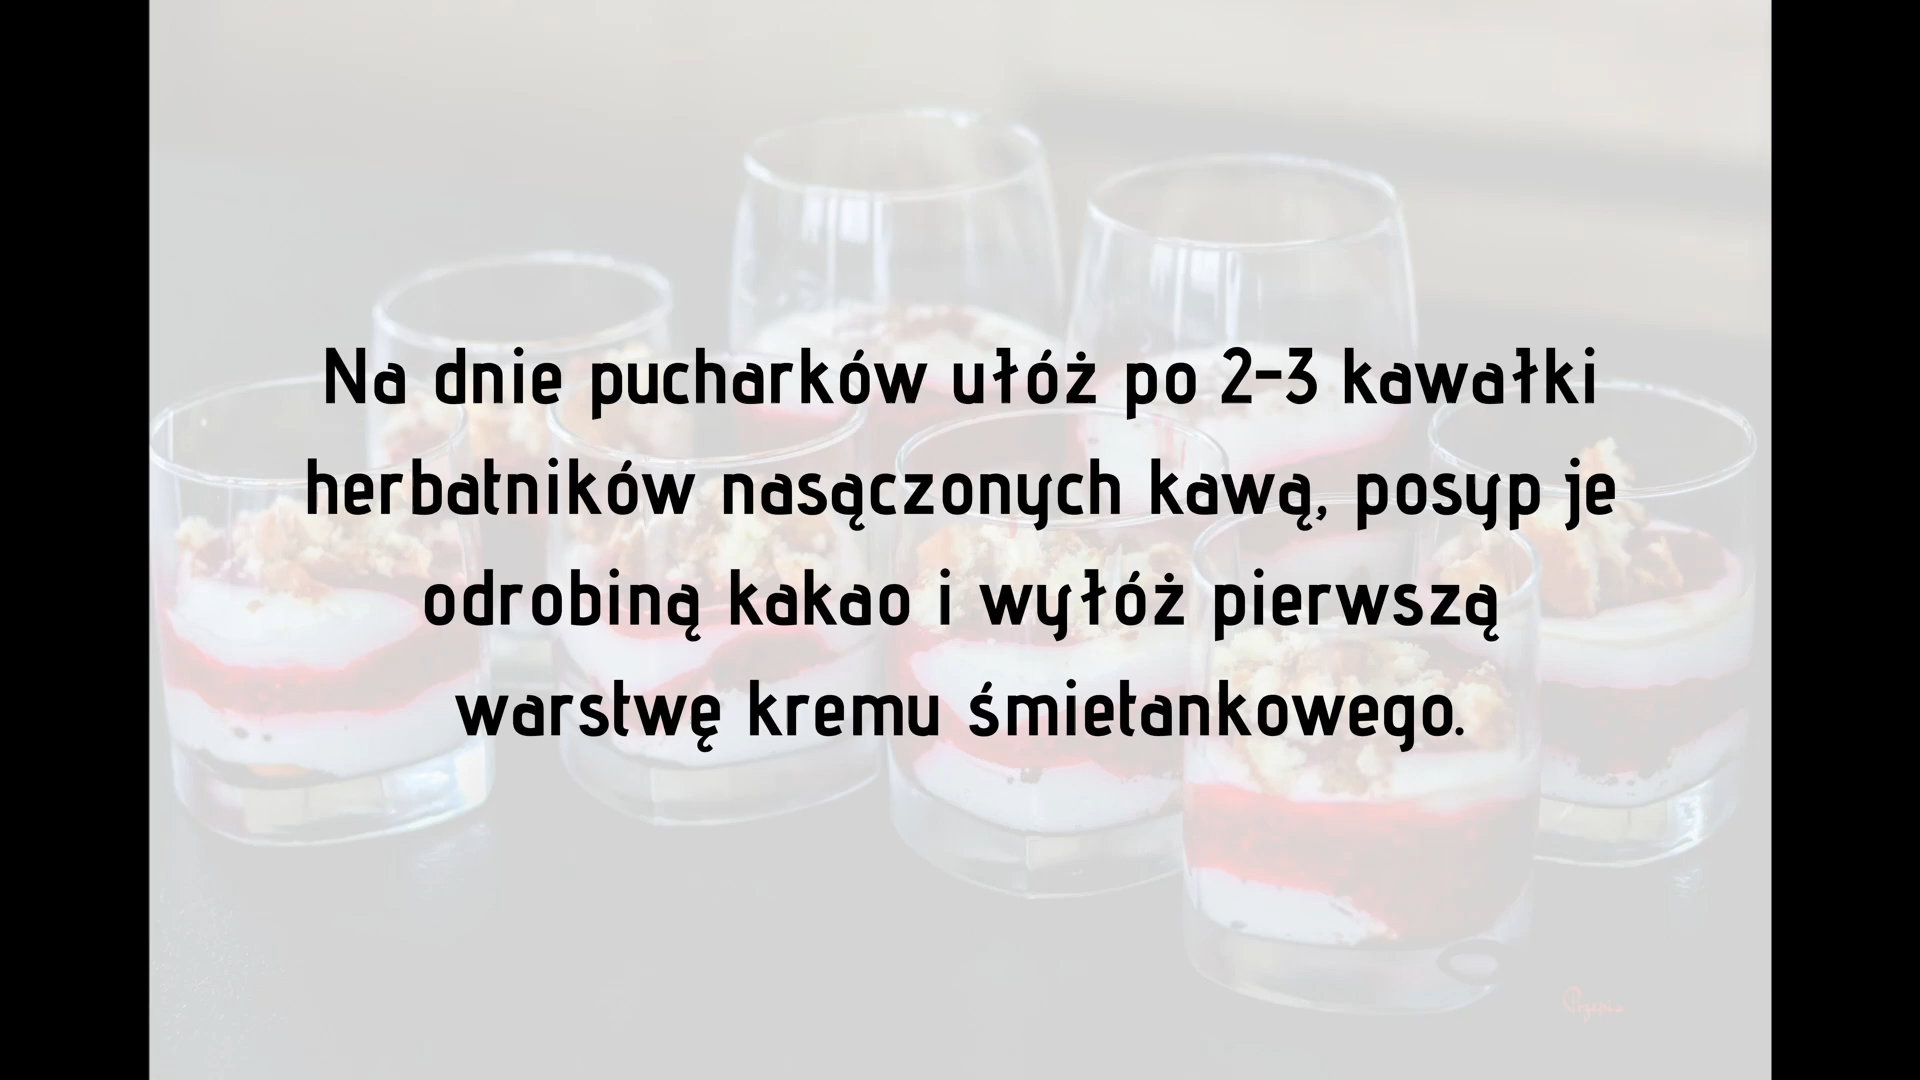 Na dnie pucharków ułóż po 2-3 kawałki
herbatników nasączonych kawą, posyp je
odrobiną kakao i wyłóż pierwszą
warstwę kremu śmietankowego.